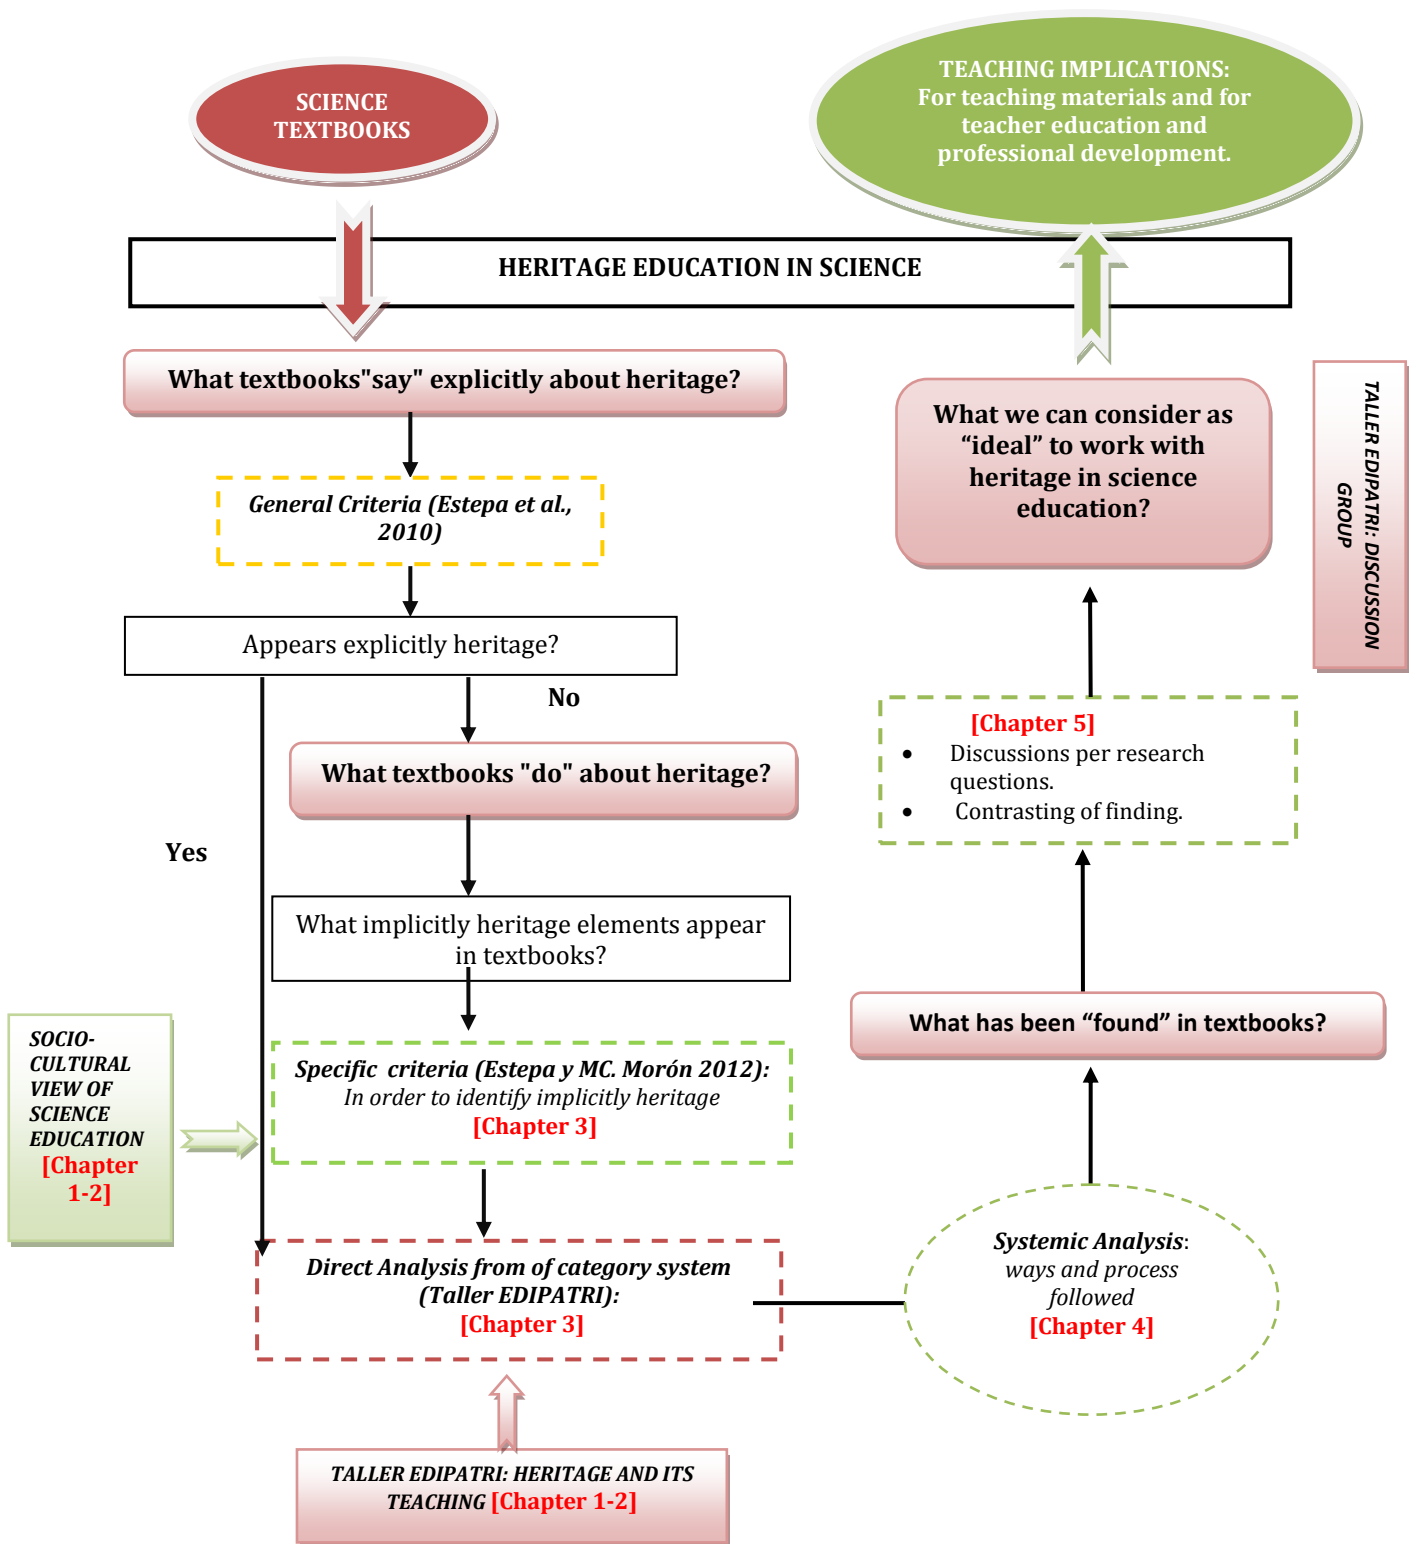 SCIENCE
TEXTBOOKS
TEACHING IMPLICATIONS:
For teaching materials and for
teacher education and
professional development.
HERITAGE EDUCATION IN SCIENCE
What textbooks"say" explicitly about heritage?
General Criteria (Estepa et al.,
2010)
Appears explicitly heritage?
No
Yes
What textbooks "do" about heritage?
What implicitly heritage elements appear
in textbooks?
SOCIO-
CULTURAL
VIEW OF
SCIENCE
EDUCATION
[Chapter
1-2]
Specific criteria (Estepa y MC. Morón 2012):
In order to identify implicitly heritage
[Chapter 3]
Direct Analysis from of category system
(Taller EDIPATRI):
[Chapter 3]
TALLER EDIPATRI: HERITAGE AND ITS
TEACHING [Chapter 1-2]
Systemic Analysis:
ways and process
followed
[Chapter 4]
What has been “found” in textbooks?
[Chapter 5]
• Discussions per research
questions.
• Contrasting of finding.
What we can consider as
“ideal” to work with
heritage in science
education?
TALLER EDIPATRI: DISCUSSION
GROUP